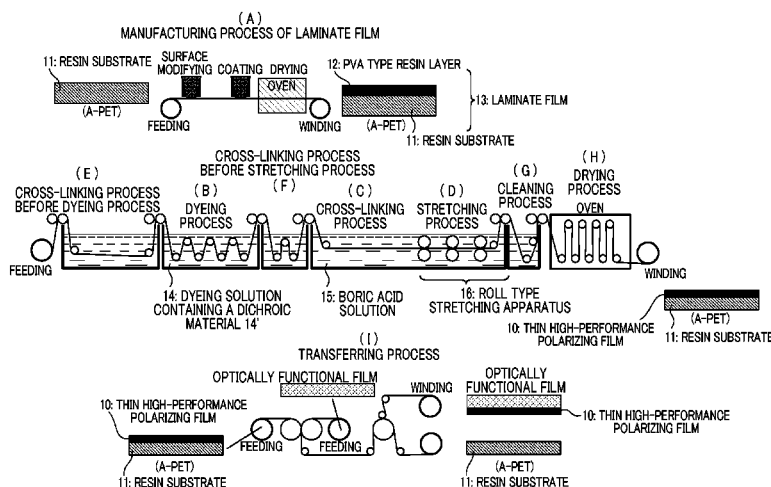 (A)
MANUFACTURING PROCESS OF LAMINATE FILM
11: RESIN SUBSTRATE
(A-PET)
SURFACE
MODIFYING
COATING
DRYING
OVEN
FEEDING
WINDING
12: PVA TYPE RESIN LAYER
13: LAMINATE FILM
(A-PET)
11: RESIN SUBSTRATE
(E)
CROSS-LINKING PROCESS
BEFORE DYEING PROCESS
(B)
DYEING
PROCESS
CROSS-LINKING PROCESS
BEFORE STRETCHING PROCESS
(F)
(C)
CROSS-LINKING
PROCESS
(D)
STRETCHING
PROCESS
(G)
CLEANING
PROCESS
(H)
DRYING
PROCESS
OVEN
FEEDING
WINDING
14: DYEING SOLUTION
CONTAINING A DICHROIC
MATERIAL 14'
15: BORIC ACID
SOLUTION
16: ROLL TYPE
STRETCHING APPARATUS
10: THIN HIGH-PERFORMANCE
POLARIZING FILM
(A-PET)
11: RESIN SUBSTRATE
(I)
TRANSFERRING PROCESS
OPTICALLY FUNCTIONAL FILM
10: THIN HIGH-PERFORMANCE
POLARIZING FILM
(A-PET)
11: RESIN SUBSTRATE
FEEDING
FEEDING
WINDING
OPTICALLY
FUNCTIONAL FILM
10: THIN HIGH-PERFORMANCE
POLARIZING FILM
(A-PET)
11: RESIN SUBSTRATE